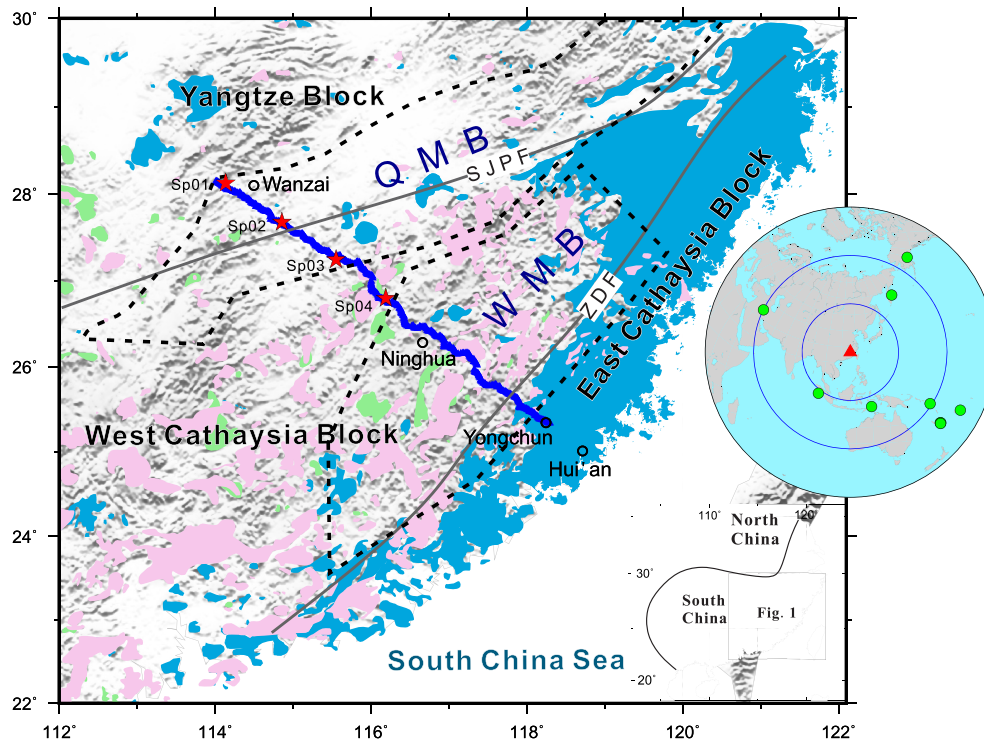 30°
28°
26°
24°
22°
112°
114°
116°
118°
120°
122°
Yangtze Block
Q M B
SJPF
Sp01
Wanzai
Sp02
Sp03
Sp04
W M B
ZDF
East Cathaysia Block
Ninghua
West Cathaysia Block
Yongchun
Hui'an
South China Sea
110°
120°
North
China
30°
South
China
Fig. 1
20°